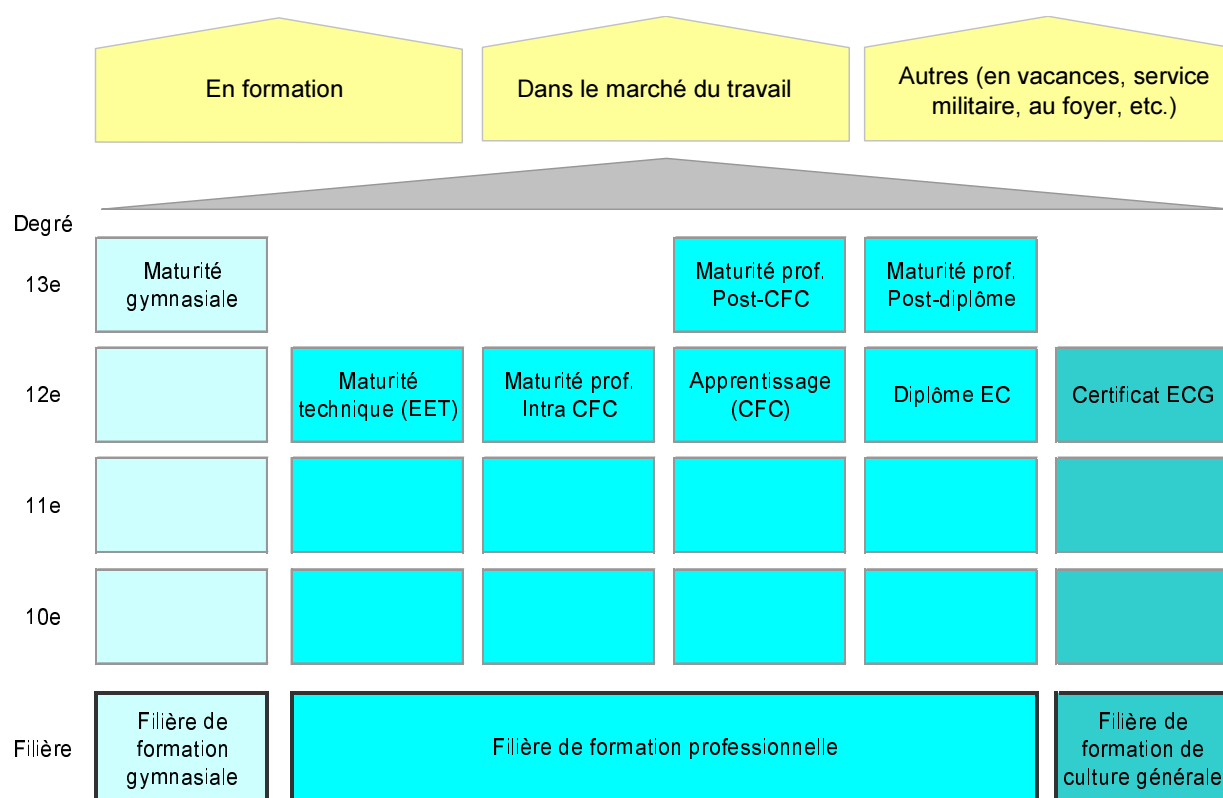 En formation
Dans le marché du travail
Autres (en vacances, service
militaire, au foyer, etc.)
Degré
13e
Maturité
gymnasiale
Maturité prof.
Post-CFC
Maturité prof.
Post-diplôme
12e
Maturité
technique (EET)
Maturité prof.
Intra CFC
Apprentissage
(CFC)
Diplôme EC
Certificat ECG
11e
10e
Filière
Filière de
formation
gymnasiale
Filière de formation professionnelle
Filière de
formation de
culture générale